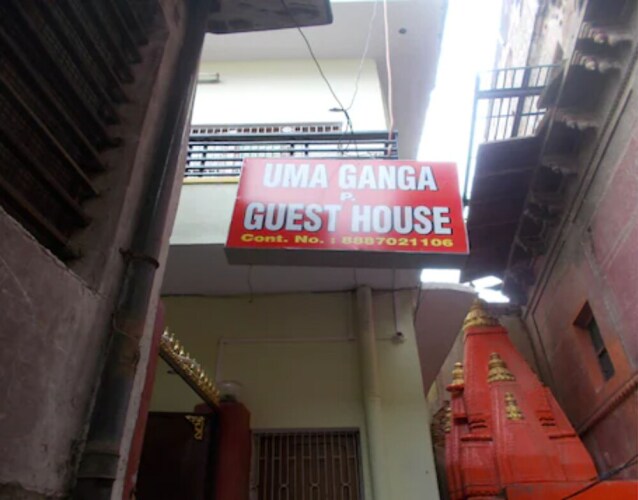 UMA GANGA
P.
GUEST HOUSE
Cont. No. : 8887021106